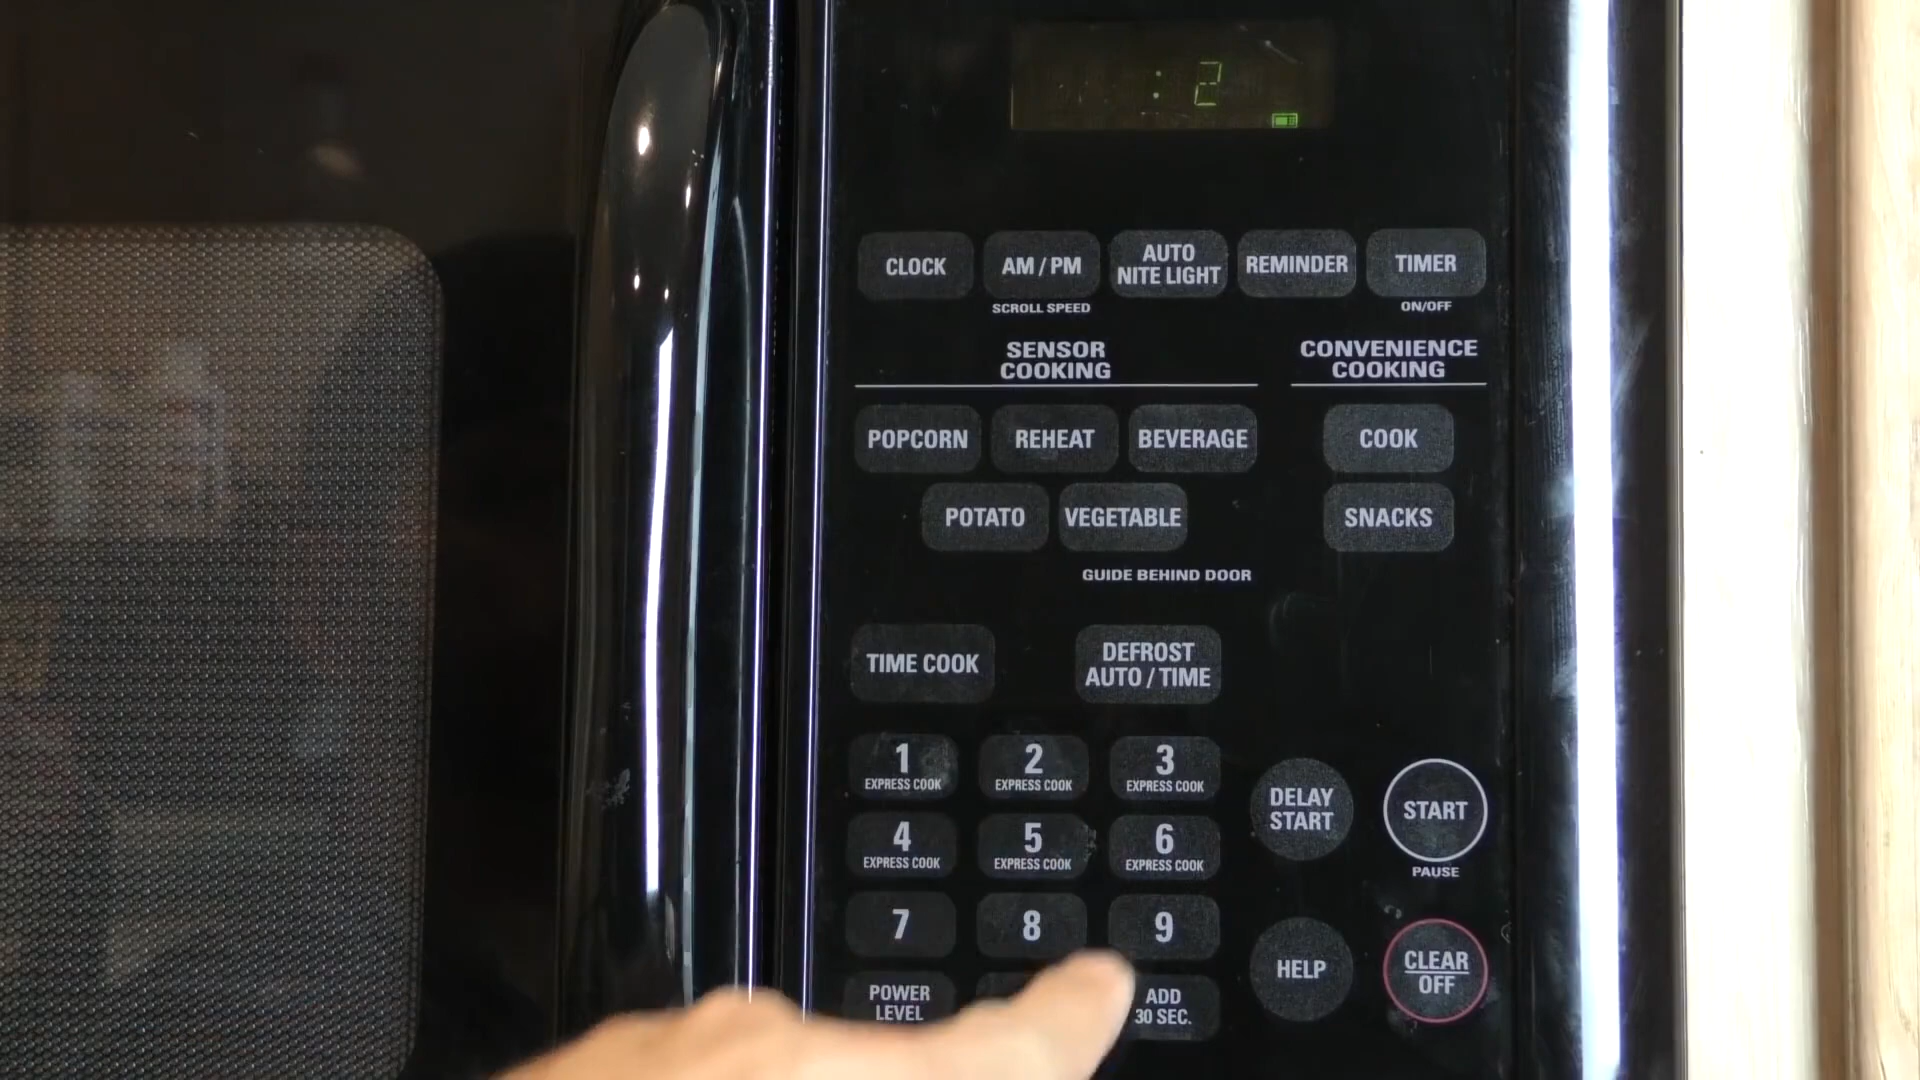 : 2
CLOCK
AM / PM
SCROLL SPEED
AUTO
NITE LIGHT
REMINDER
TIMER
ON/OFF
SENSOR
COOKING
CONVENIENCE
COOKING
POPCORN
REHEAT
BEVERAGE
COOK
POTATO
VEGETABLE
SNACKS
GUIDE BEHIND DOOR
TIME COOK
DEFROST
AUTO / TIME
1
EXPRESS COOK
2
EXPRESS COOK
3
EXPRESS COOK
4
EXPRESS COOK
5
EXPRESS COOK
6
EXPRESS COOK
DELAY
START
START
PAUSE
7
8
9
HELP
CLEAR
OFF
POWER
LEVEL
ADD
30 SEC.